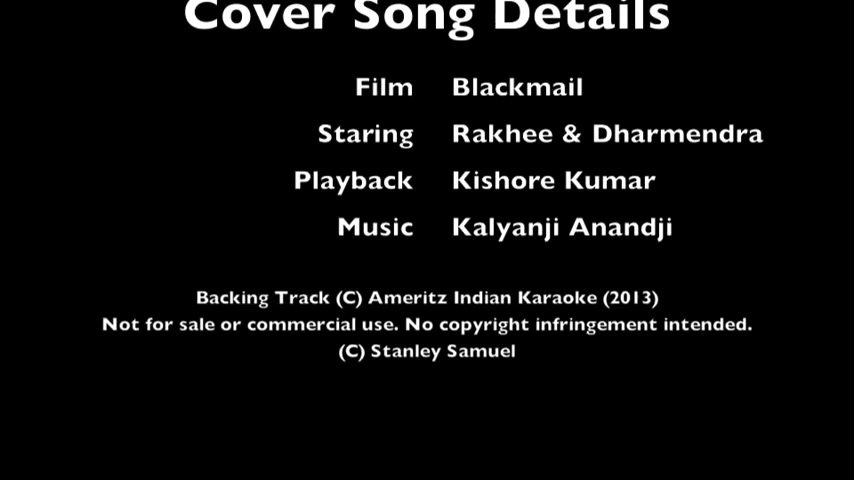 Cover Song Details
Film Blackmail
Staring Rakhee & Dharmendra
Playback Kishore Kumar
Music Kalyanji Anandji
Backing Track (C) Ameritz Indian Karaoke (2013)
Not for sale or commercial use. No copyright infringement intended.
(C) Stanley Samuel